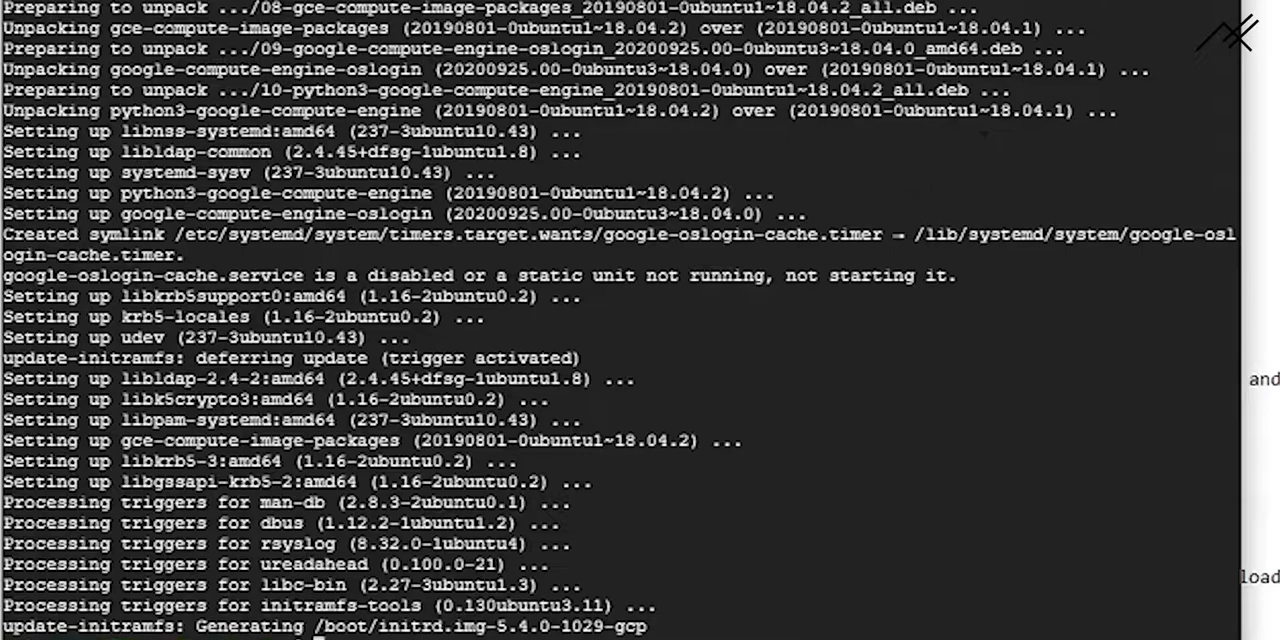 Preparing to unpack .../08-gce-compute-image-packages_20190801-0ubuntu1~18.04.2_all.deb ...
Unpacking gce-compute-image-packages (20190801-0ubuntu1~18.04.2) over (20190801-0ubuntu1~18.04.1) ...
Preparing to unpack .../09-google-compute-engine-oslogin_20200925.00-0ubuntu3~18.04.0_amd64.deb ...
Unpacking google-compute-engine-oslogin (20200925.00-0ubuntu3~18.04.0) over (20190801-0ubuntu1~18.04.1) ...
Preparing to unpack .../10-python3-google-compute-engine_20190801-0ubuntu1~18.04.2_all.deb ...
Unpacking python3-google-compute-engine (20190801-0ubuntu1~18.04.2) over (20190801-0ubuntu1~18.04.1) ...
Setting up libnss-systemd:amd64 (237-3ubuntu10.43) ...
Setting up libldap-common (2.4.45+dfsg-1ubuntu1.8) ...
Setting up systemd-sysv (237-3ubuntu10.43) ...
Setting up python3-google-compute-engine (20190801-0ubuntu1~18.04.2) ...
Setting up google-compute-engine-oslogin (20200925.00-0ubuntu3~18.04.0) ...
Created symlink /etc/systemd/system/timers.target.wants/google-oslogin-cache.timer → /lib/systemd/system/google-osl
ogin-cache.timer.
google-oslogin-cache.service is a disabled or a static unit not running, not starting it.
Setting up libkrb5support0:amd64 (1.16-2ubuntu0.2) ...
Setting up krb5-locales (1.16-2ubuntu0.2) ...
Setting up udev (237-3ubuntu10.43) ...
update-initramfs: deferring update (trigger activated)
Setting up libldap-2.4-2:amd64 (2.4.45+dfsg-1ubuntu1.8) ...
and
Setting up libk5crypto3:amd64 (1.16-2ubuntu0.2) ...
Setting up libpam-systemd:amd64 (237-3ubuntu10.43) ...
Setting up gce-compute-image-packages (20190801-0ubuntu1~18.04.2) ...
Setting up libkrb5-3:amd64 (1.16-2ubuntu0.2) ...
Setting up libgssapi-krb5-2:amd64 (1.16-2ubuntu0.2) ...
Processing triggers for man-db (2.8.3-2ubuntu0.1) ...
Processing triggers for dbus (1.12.2-1ubuntu1.2) ...
Processing triggers for rsyslog (8.32.0-1ubuntu4) ...
Processing triggers for ureadahead (0.100.0-21) ...
Processing triggers for libc-bin (2.27-3ubuntu1.3) ...
load
Processing triggers for initramfs-tools (0.130ubuntu3.11) ...
update-initramfs: Generating /boot/initrd.img-5.4.0-1029-gcp